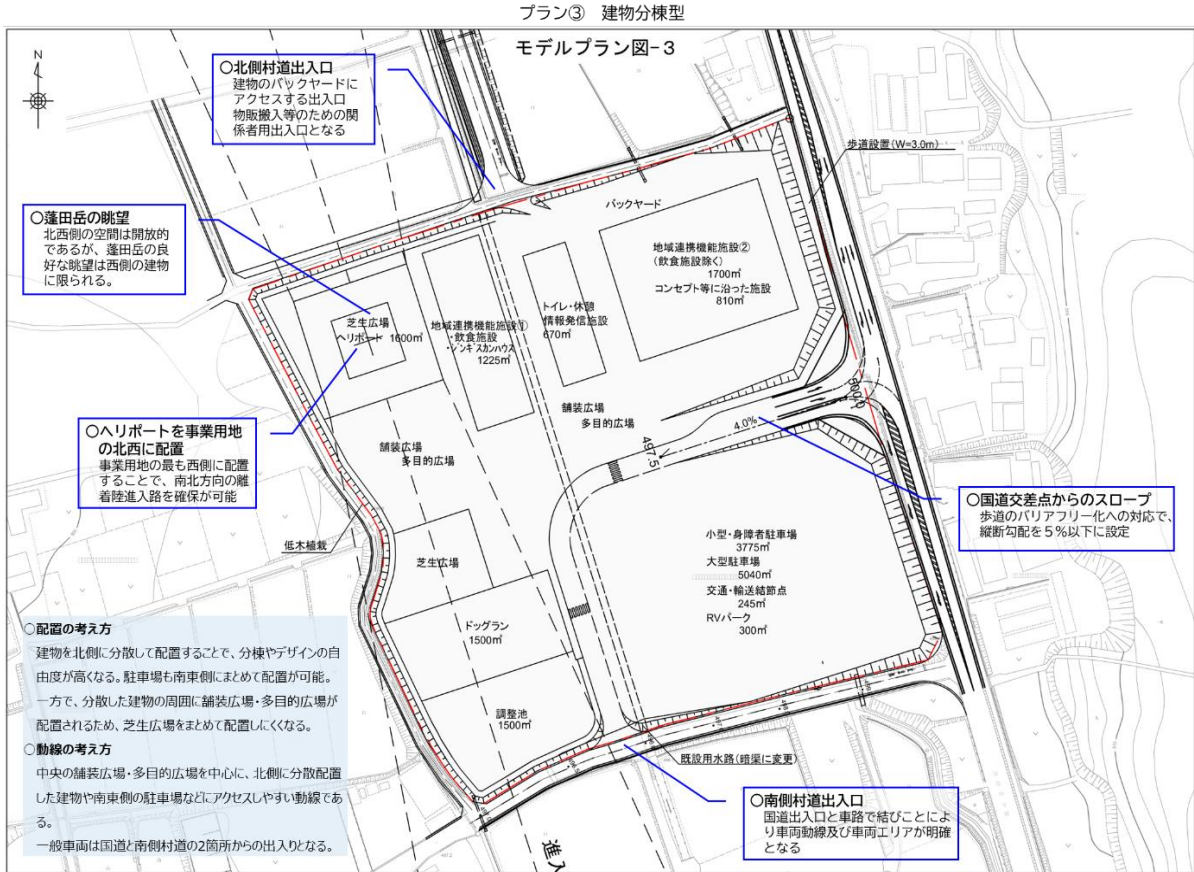 プラン③　建物分棟型
モデルプラン図-3
N
○北側村道出入口
建物のバックヤードに
アクセスする出入口
物販搬入等のための関
係者用出入口となる
歩道設置(W=3.0m)
○蓬田岳の眺望
北西側の空間は開放的
であるが、蓬田岳の良
好な眺望は西側の建物
に限られる。
バックヤード
地域連携機能施設②
(飲食施設除く)
1700㎡
コンセプト等に沿った施設
810㎡
トイレ・休憩
情報発信施設
670㎡
芝生広場
ヘリポート 1600㎡
地域連携機能施設①
・飲食施設
・ジンギスカンハウス
1225㎡
舗装広場
多目的広場
500.0
4.0%
497.5
○ヘリポートを事業用地
の北西に配置
事業用地の最も西側に配置
することで、南北方向の離
着陸進入路を確保が可能
舗装広場
多目的広場
低木植栽
芝生広場
○国道交差点からのスロープ
歩道のバリアフリー化への対応で、
縦断勾配を５%以下に設定
小型・身障者駐車場
3775㎡
大型駐車場
5040㎡
交通・輸送結節点
245㎡
RVパーク
300㎡
ドッグラン
1500㎡
調整池
1500㎡
既設用水路(暗渠に変更)
○配置の考え方
建物を北側に分散して配置することで、分棟やデザインの自
由度が高くなる。駐車場も南東側にまとめて配置が可能。
一方で、分散した建物の周囲に舗装広場・多目的広場が
配置されるため、芝生広場をまとめて配置しにくくなる。
○動線の考え方
中央の舗装広場・多目的広場を中心に、北側に分散配置
した建物や南東側の駐車場などにアクセスしやすい動線であ
る。
一般車両は国道と南側村道の2箇所からの出入りとなる。
○南側村道出入口
国道出入口と車路で結びことによ
り車両動線及び車両エリアが明確
となる
進入